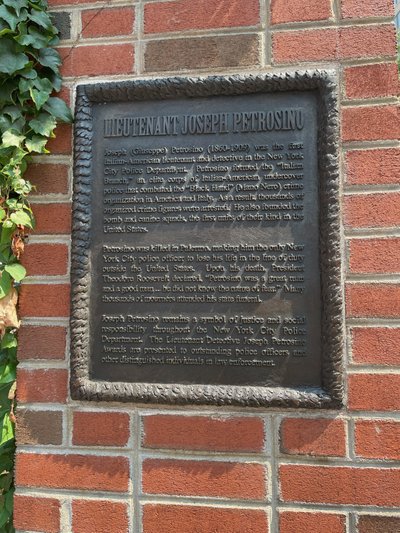 LIEUTENANT JOSEPH PETROSINO
Joseph (Giuseppe) Petrosino (1860-1909) was the first
Italian-American lieutenant and detective in the New York
City Police Department. Petrosino formed the "Italian
Branch", an elite corps of Italian-American undercover
police that combatted the "Black Hand" (Mano Nero) crime
organization in America and Italy. As a result thousands of
organized crime figures were arrested. He also formed the
bomb and canine squads, the first units of their kind in the
United States.
Petrosino was killed in Palermo, making him the only New
York City police officer to lose his life in the line of duty
outside the United States. Upon his death, President
Theodore Roosevelt declared, "Petrosino was a great man
and a good man... he did not know the name of fear." Many
thousands of mourners attended his state funeral.
Joseph Petrosino remains a symbol of justice and social
responsibility throughout the New York City Police
Department. The Lieutenant Detective Joseph Petrosino
Awards are presented to outstanding police officers and
other distinguished individuals in law enforcement.